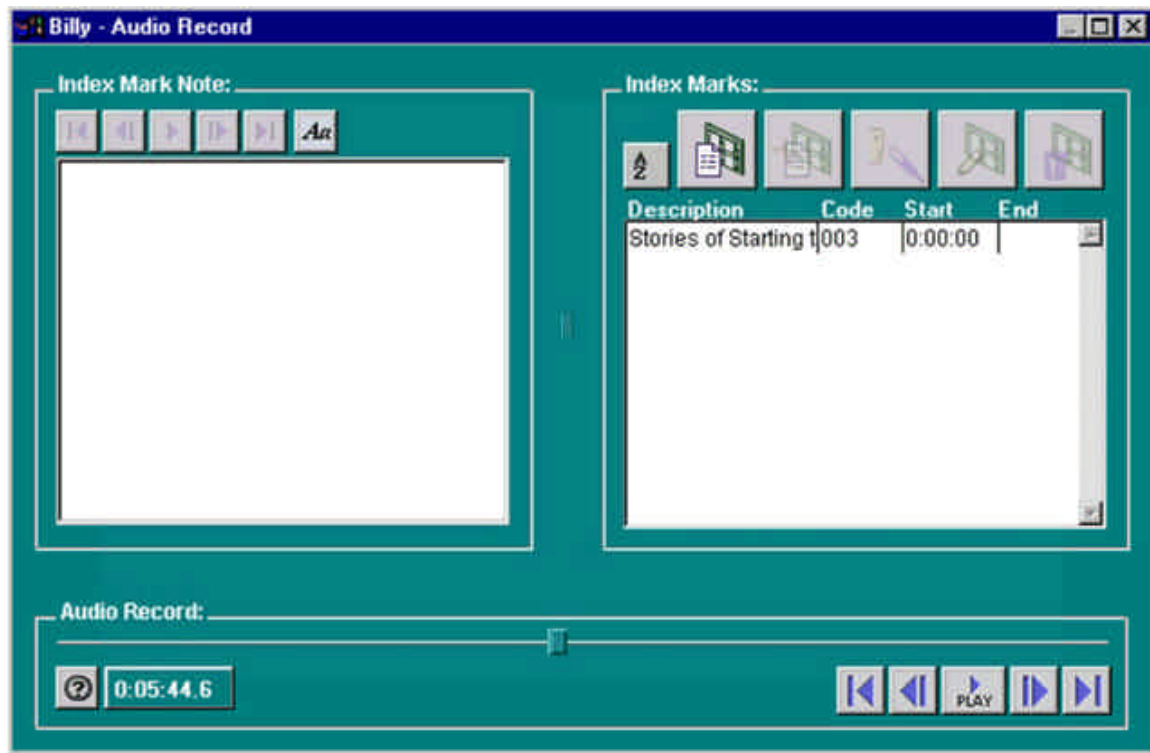 Billy - Audio Record
Index Mark Note:
Aa
Index Marks:
A
Z
Description Code Start End
Stories of Starting t 003 0:00:00
Audio Record:
? 0:05:44.6
PLAY